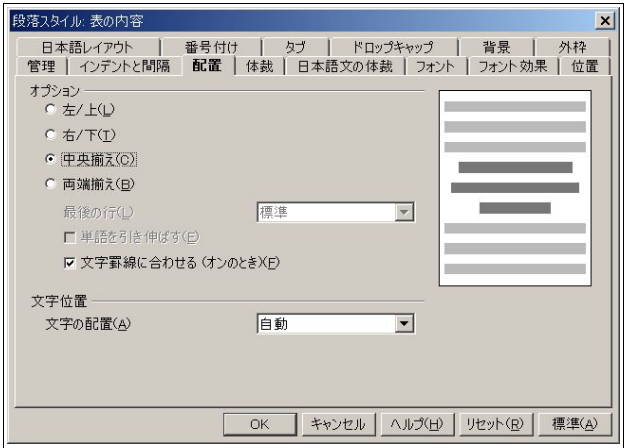 段落スタイル: 表の内容
日本語レイアウト 番号付け タブ ドロップキャップ 背景 外枠
管理 インデントと間隔 配置 体裁 日本語文の体裁 フォント フォント効果 位置
オプション
左/上(L)
右/下(T)
中央揃え(C)
両端揃え(B)
最後の行(L) 標準
単語を引き伸ばす(E)
文字罫線に合わせる (オンのとき)(F)
文字位置
文字の配置(A) 自動
OK キャンセル ヘルプ(H) リセット(R) 標準(A)